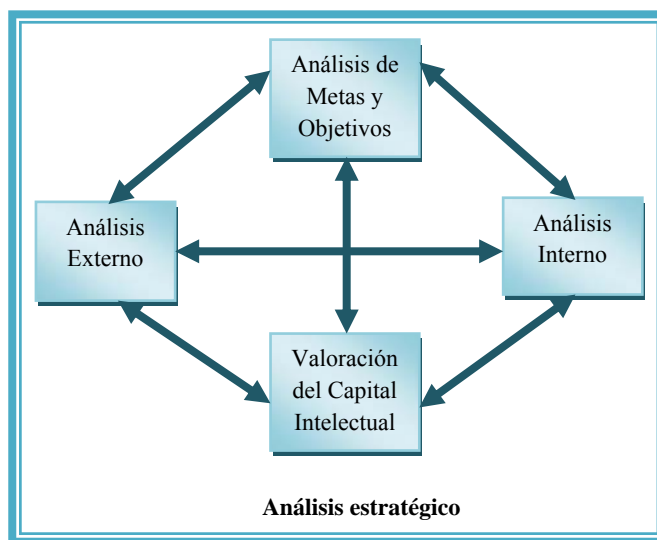 Análisis de
Metas y
Objetivos
Análisis
Externo
Análisis
Interno
Valoración
del Capital
Intelectual
Análisis estratégico